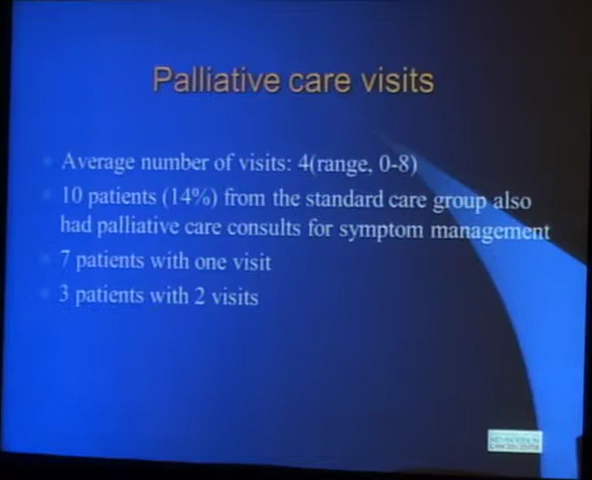 Palliative care visits
Average number of visits: 4(range, 0-8)
10 patients (14%) from the standard care group also
had palliative care consults for symptom management
7 patients with one visit
3 patients with 2 visits